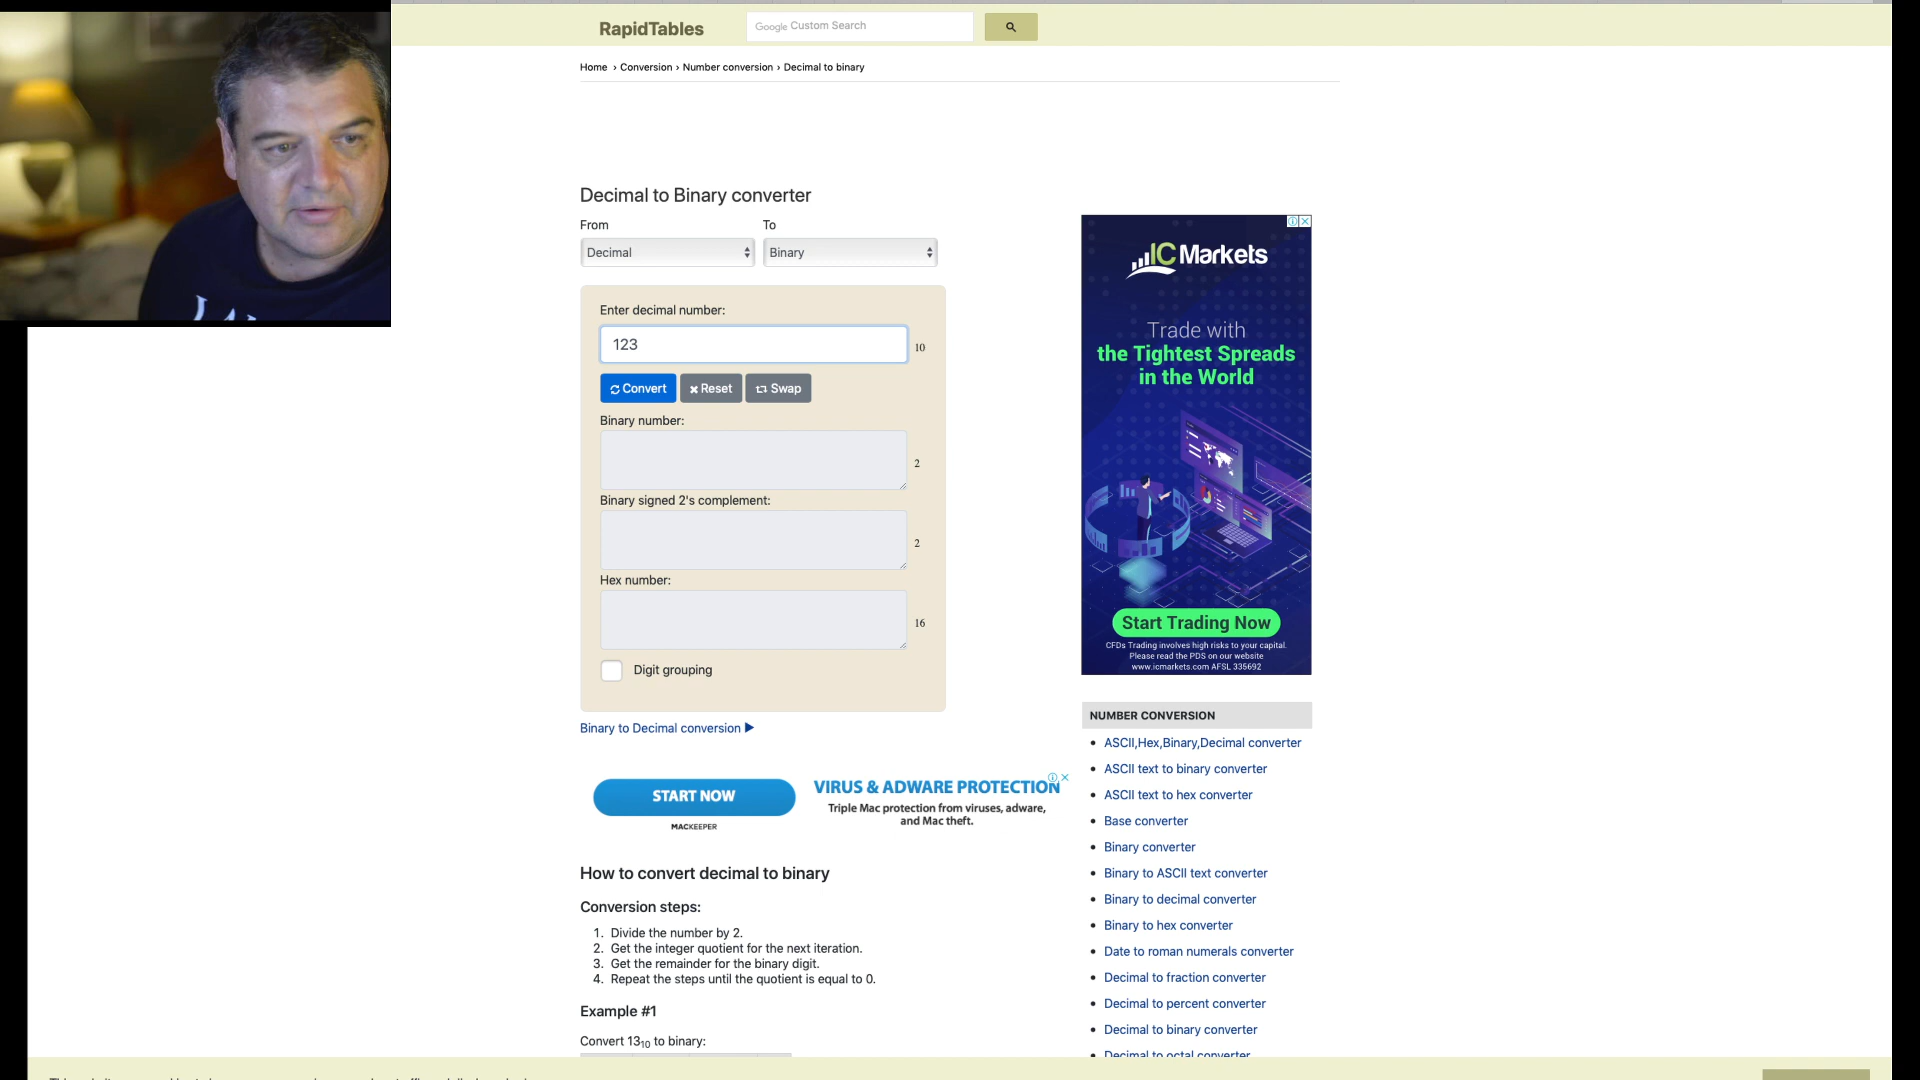 RapidTables
Google Custom Search
Home › Conversion › Number conversion › Decimal to binary
Decimal to Binary converter
From
To
Decimal
Binary
Enter decimal number:
123
10
Convert
Reset
Swap
Binary number:
2
Binary signed 2's complement:
2
Hex number:
16
Digit grouping
Binary to Decimal conversion ►
START NOW
MACKEEPER
VIRUS & ADWARE PROTECTION
Triple Mac protection from viruses, adware,
and Mac theft.
How to convert decimal to binary
Conversion steps:
1. Divide the number by 2.
2. Get the integer quotient for the next iteration.
3. Get the remainder for the binary digit.
4. Repeat the steps until the quotient is equal to 0.
Example #1
Convert 13₁₀ to binary:
IC Markets
Trade with
the Tightest Spreads
in the World
Start Trading Now
CFDs Trading involves high risks to your capital.
Please read the PDS on our website
www.icmarkets.com AFSL 335692
NUMBER CONVERSION
• ASCII,Hex,Binary,Decimal converter
• ASCII text to binary converter
• ASCII text to hex converter
• Base converter
• Binary converter
• Binary to ASCII text converter
• Binary to decimal converter
• Binary to hex converter
• Date to roman numerals converter
• Decimal to fraction converter
• Decimal to percent converter
• Decimal to binary converter
• Decimal to octal converter